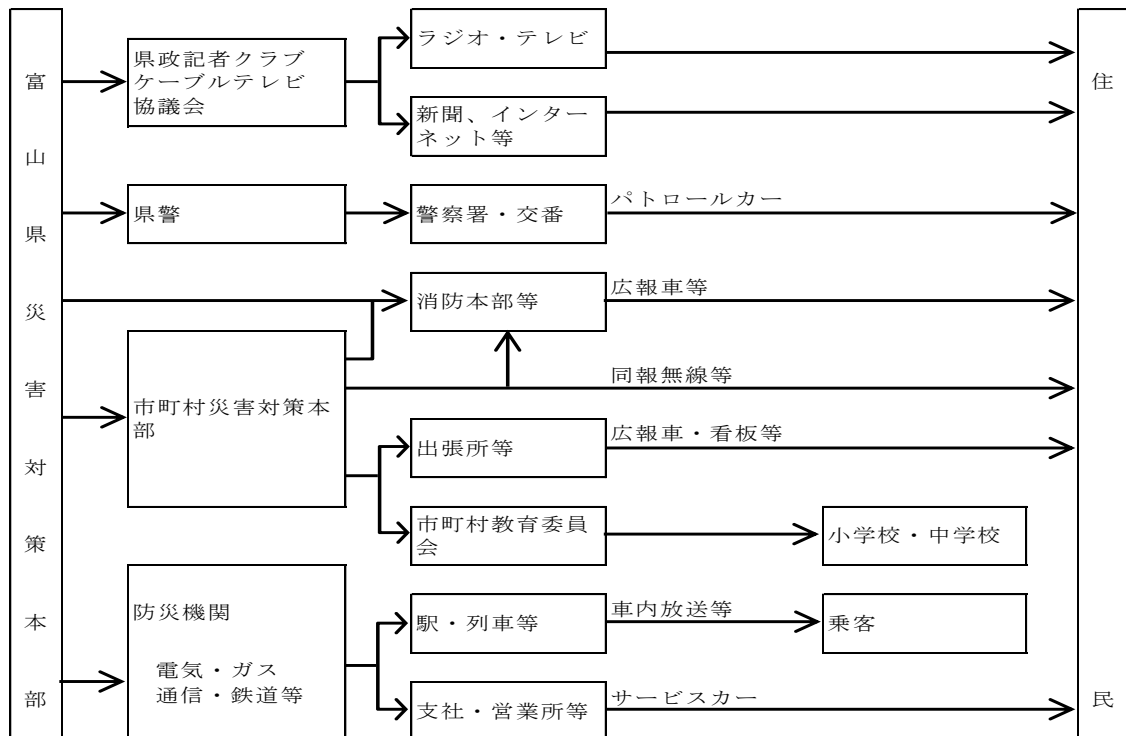 富山県災害対策本部
県政記者クラブ
ケーブルテレビ
協議会
ラジオ・テレビ
新聞、インター
ネット等
県警
警察署・交番
パトロールカー
消防本部等
広報車等
市町村災害対策本
部
同報無線等
出張所等
広報車・看板等
市町村教育委員
会
小学校・中学校
防災機関
電気・ガス
通信・鉄道等
駅・列車等
車内放送等
乗客
支社・営業所等
サービスカー
住民